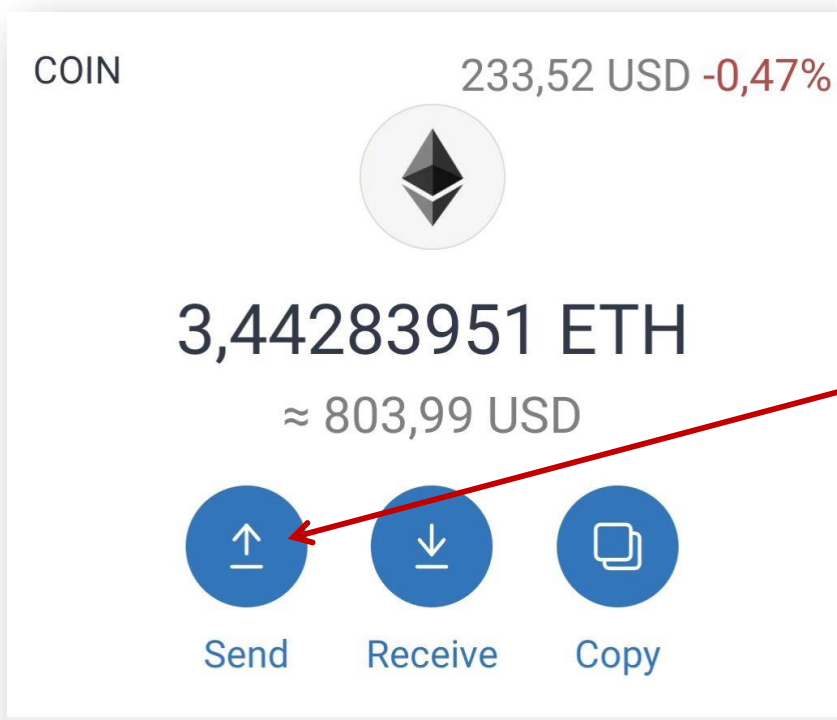 COIN 233,52 USD -0,47%
3,44283951 ETH
≈ 803,99 USD
Send Receive Copy